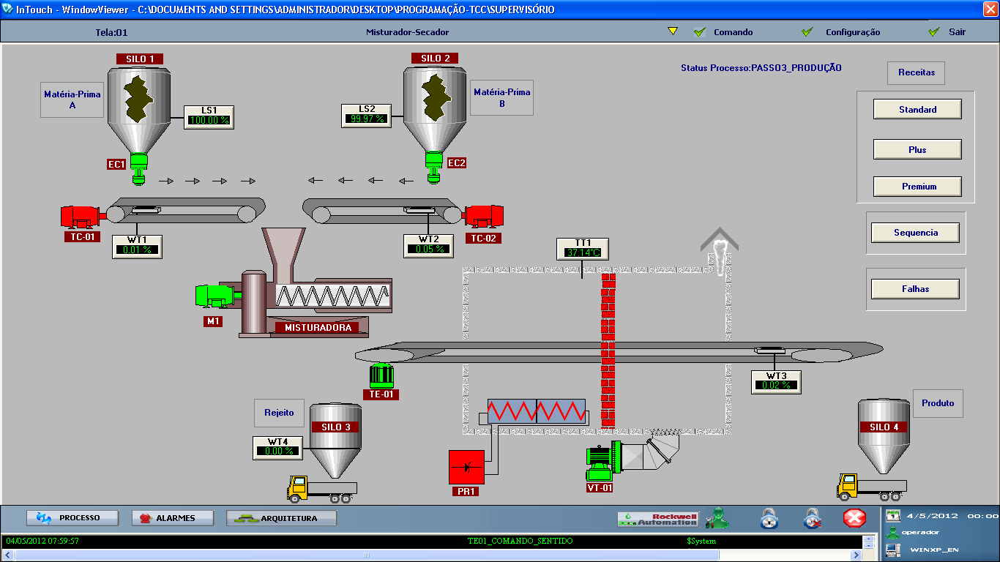 InTouch - WindowViewer - C:\DOCUMENTS AND SETTINGS\ADMINISTRADOR\DESKTOP\PROGRAMAÇÃO-TCC\SUPERVISÓRIO
Tela:01
Misturador-Secador
Comando
Configuração
Sair
SILO 1
SILO 2
Status Processo:PASSO3_PRODUÇÃO
Receitas
Matéria-Prima
A
Matéria-Prima
B
LS1
100.00 %
LS2
99.97 %
Standard
Plus
Premium
EC1
EC2
TC-01
WT1
0.01 %
WT2
0.05 %
TC-02
Sequencia
TT1
37.14°C
Falhas
M1
MISTURADORA
TE-01
WT3
0.02 %
Rejeito
SILO 3
WT4
0.00 %
Produto
SILO 4
PR1
VT-01
PROCESSO
ALARMES
ARQUITETURA
Rockwell
Automation
4/5/2012 00:00
operador
WINXP_EN
04/05/2012 07:59:57
TE01_COMANDO_SENTIDO
$System